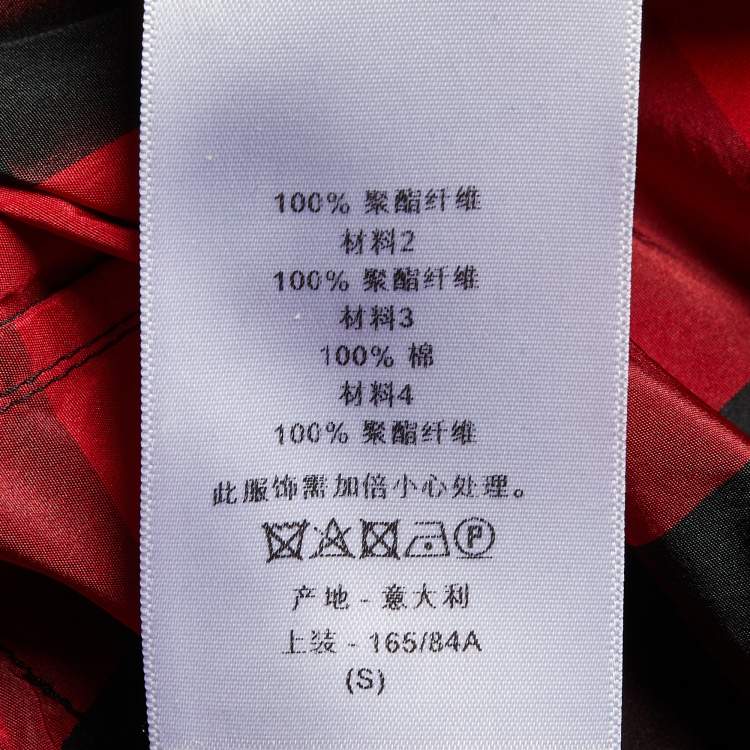 100% 聚酯纤维
材料2
100% 聚酯纤维
材料3
100% 棉
材料4
100% 聚酯纤维
此服饰需加倍小心处理。
P
产地 - 意大利
上装 - 165/84A
(S)